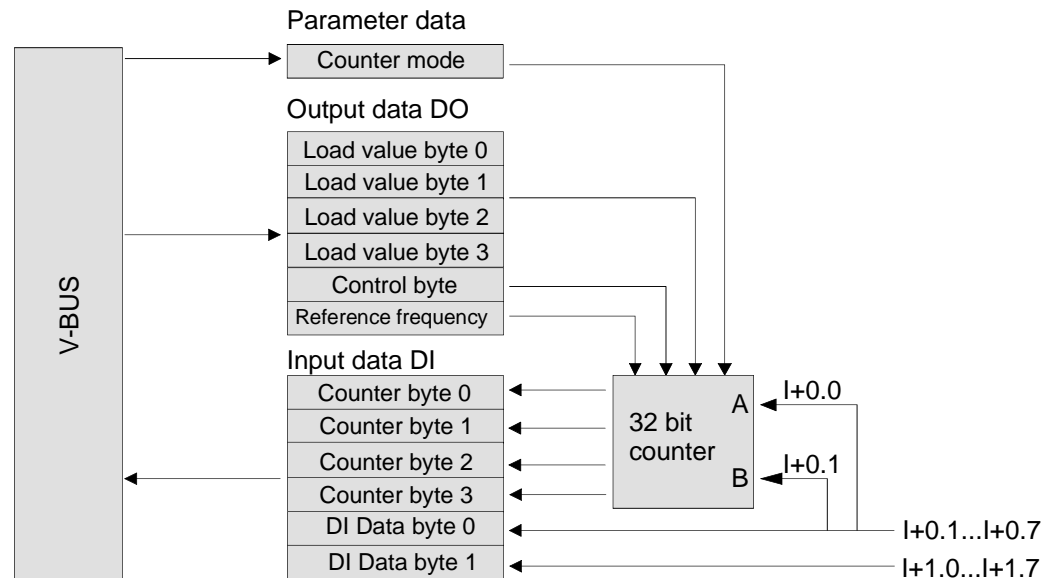 Parameter data
Counter mode
Output data DO
Load value byte 0
Load value byte 1
Load value byte 2
Load value byte 3
Control byte
Reference frequency
V-BUS
Input data DI
Counter byte 0
Counter byte 1
Counter byte 2
Counter byte 3
DI Data byte 0
DI Data byte 1
32 bit
counter
A
B
I+0.0
I+0.1
I+0.1...I+0.7
I+1.0...I+1.7